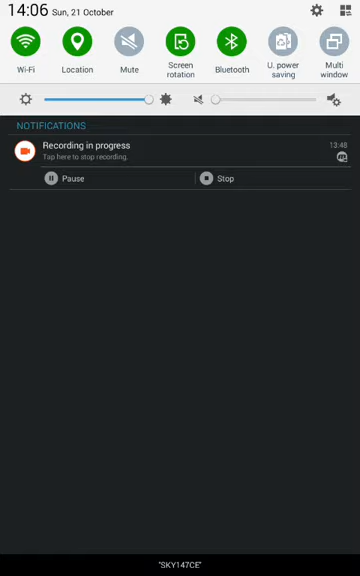 14:06 Sun, 21 October
Wi-Fi
Location
Mute
Screen rotation
Bluetooth
U. power saving
Multi window
NOTIFICATIONS
Recording in progress 13:48
Tap here to stop recording.
Pause Stop
"SKY147CE"